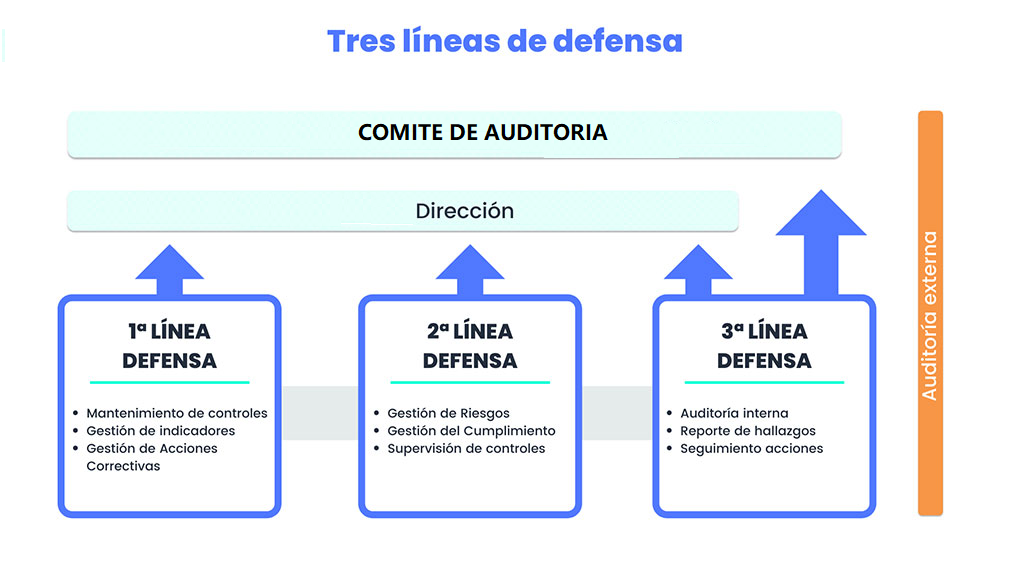 Tres líneas de defensa
COMITE DE AUDITORIA
Dirección
1ª LÍNEA
DEFENSA
• Mantenimiento de controles
• Gestión de indicadores
• Gestión de Acciones
Correctivas
2ª LÍNEA
DEFENSA
• Gestión de Riesgos
• Gestión del Cumplimiento
• Supervisión de controles
3ª LÍNEA
DEFENSA
• Auditoría interna
• Reporte de hallazgos
• Seguimiento acciones
Auditoría externa